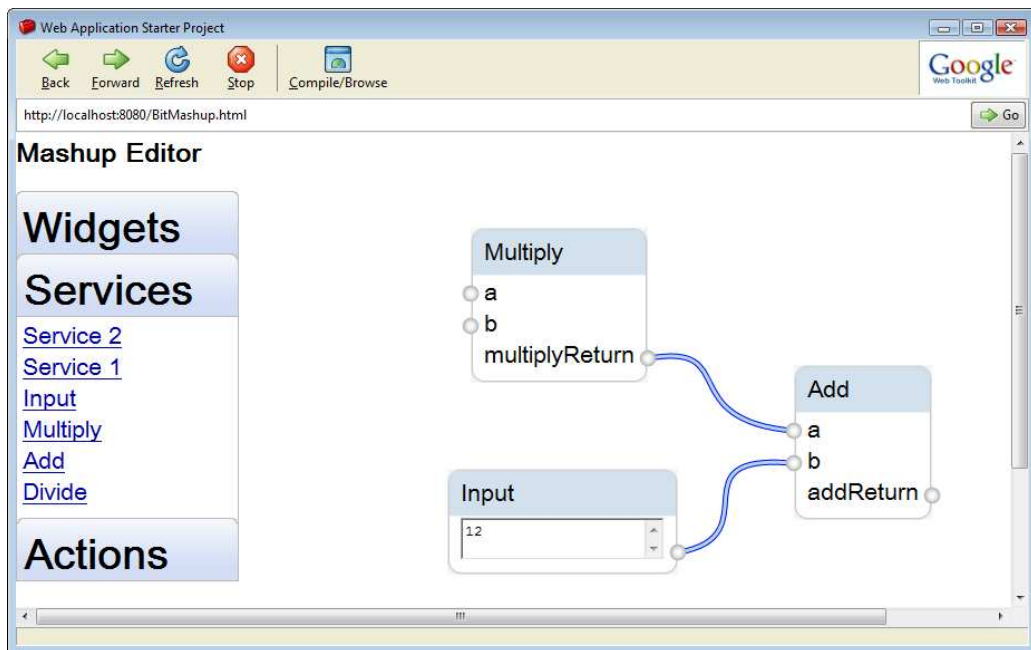 Web Application Starter Project
Back Forward Refresh Stop Compile/Browse
Google
Web Toolkit
http://localhost:8080/BitMashup.html
Go
Mashup Editor
Widgets
Services
Service 2
Service 1
Input
Multiply
Add
Divide
Actions
Multiply
a
b
multiplyReturn
Input
12
Add
a
b
addReturn